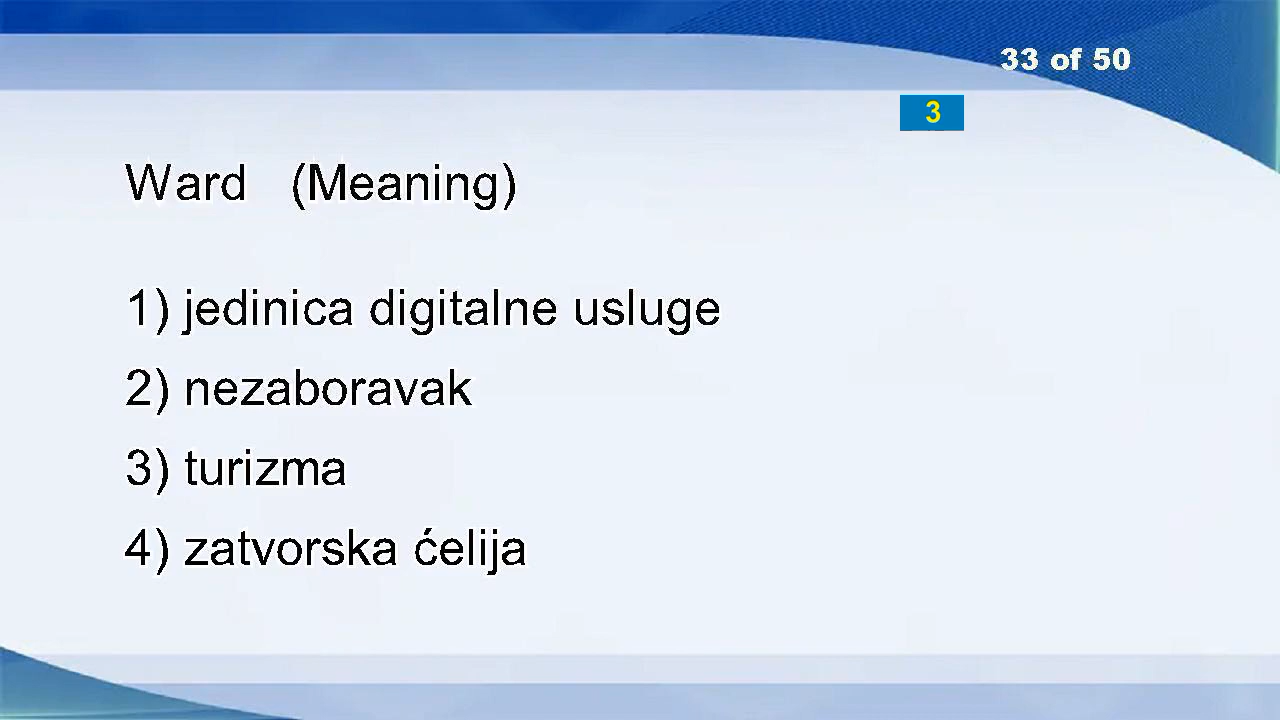 33 of 50
3
Ward (Meaning)
1) jedinica digitalne usluge
2) nezaboravak
3) turizma
4) zatvorska ćelija